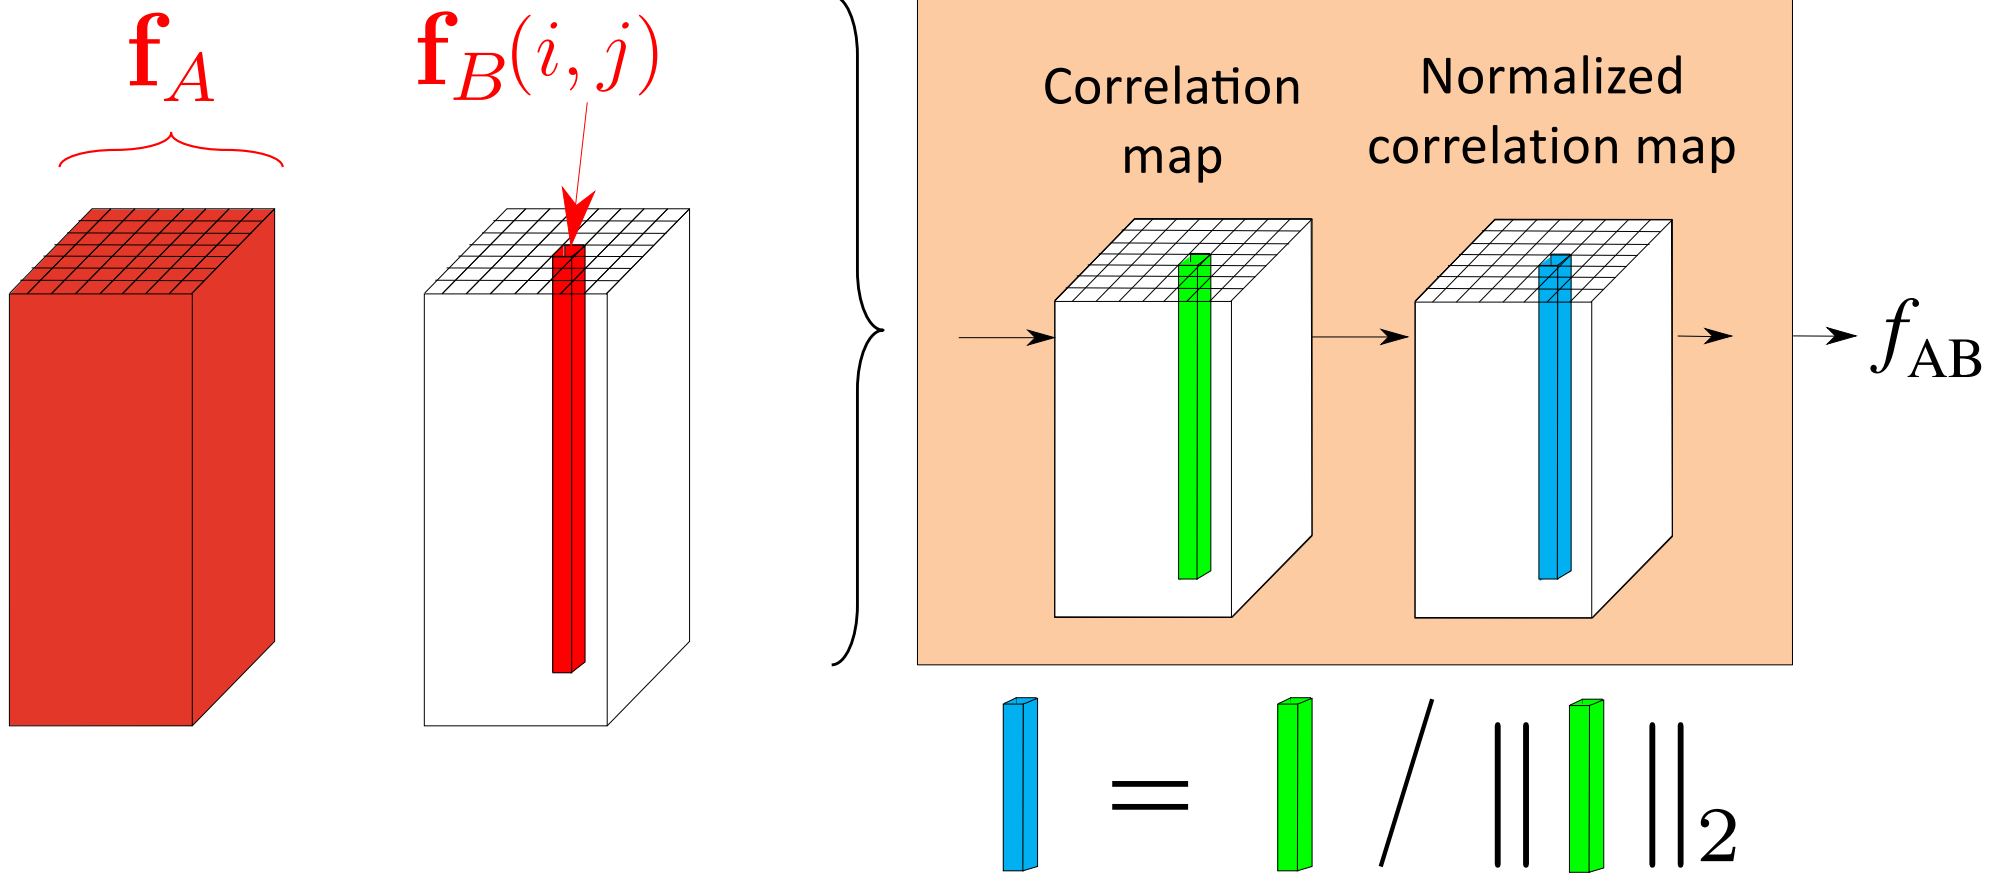 f_A
f_B(i, j)
Correlation
map
Normalized
correlation map
f_AB
= / || ||_2